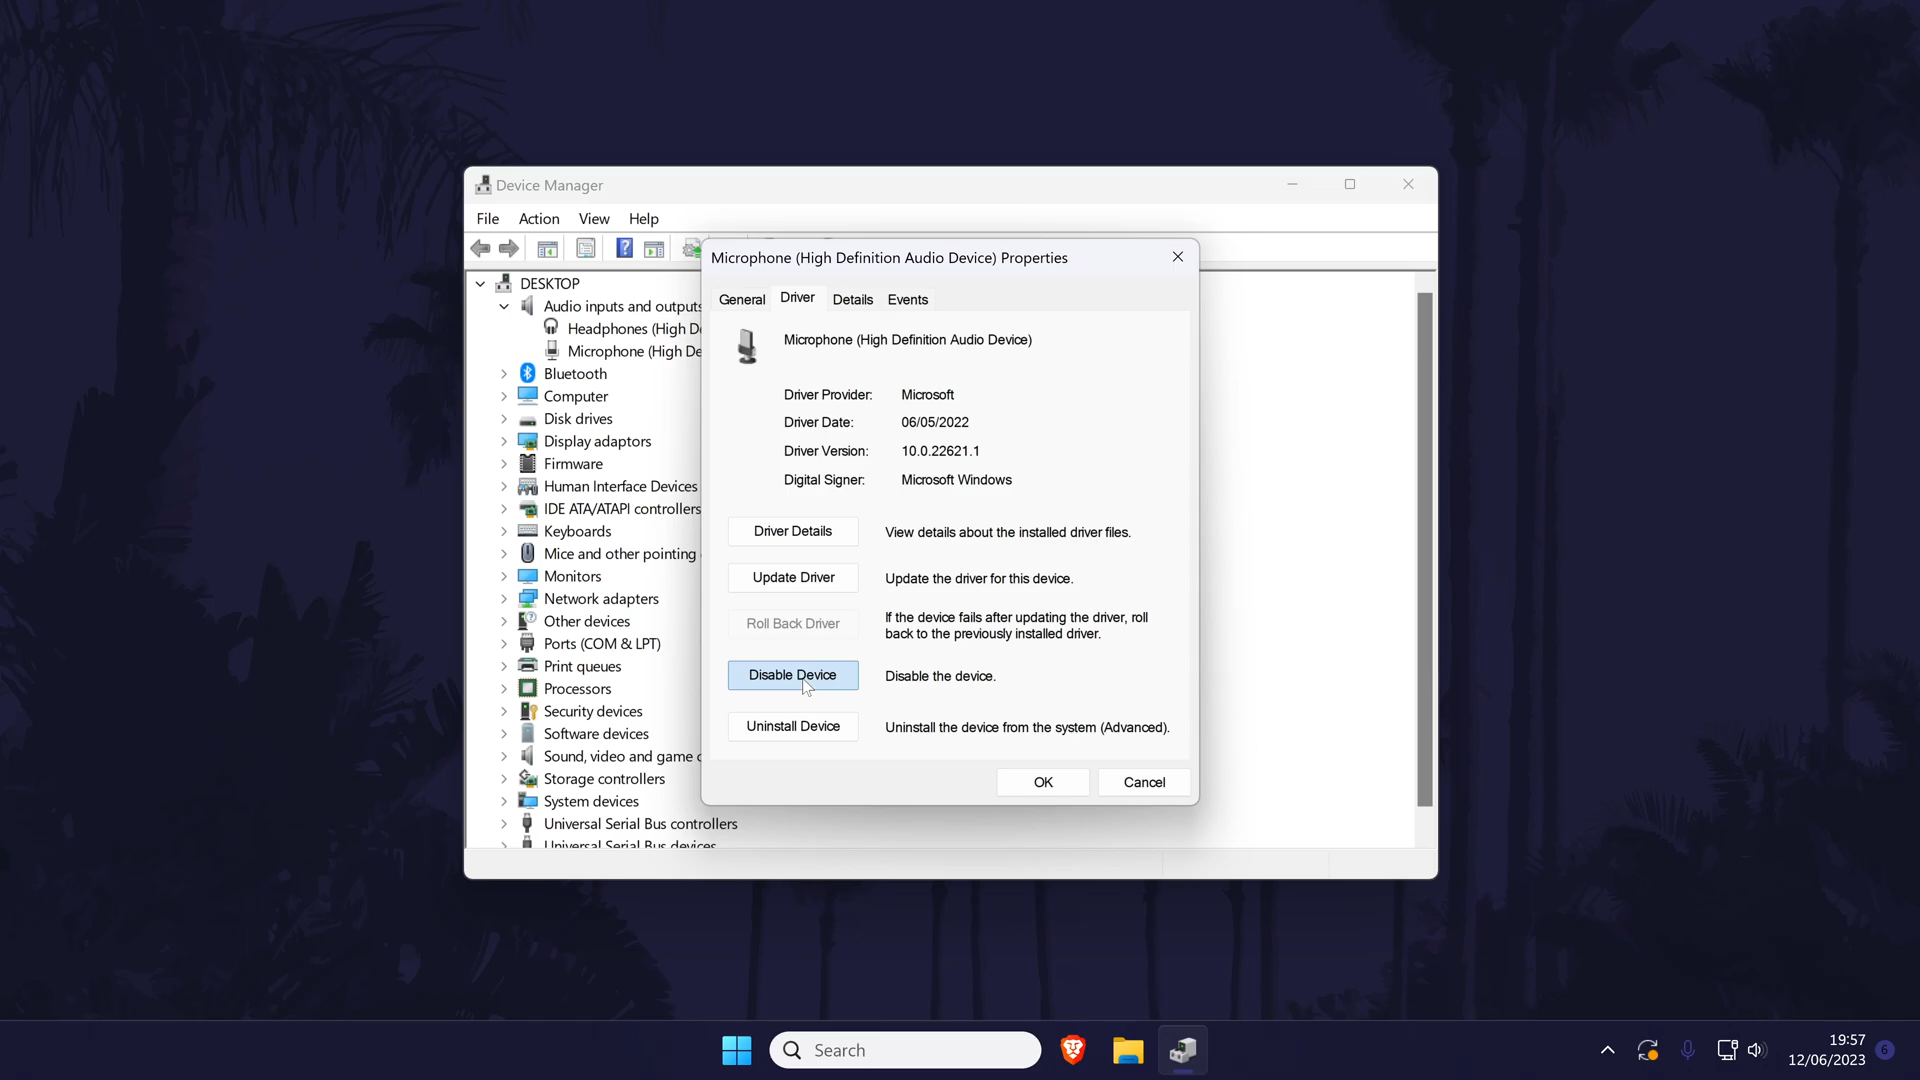 Device Manager
File Action View Help
DESKTOP
Audio inputs and outputs
Headphones (High De
Microphone (High De
Bluetooth
Computer
Disk drives
Display adaptors
Firmware
Human Interface Devices
IDE ATA/ATAPI controllers
Keyboards
Mice and other pointing
Monitors
Network adapters
Other devices
Ports (COM & LPT)
Print queues
Processors
Security devices
Software devices
Sound, video and game c
Storage controllers
System devices
Universal Serial Bus controllers
Universal Serial Bus devices
Microphone (High Definition Audio Device) Properties
General Driver Details Events
Microphone (High Definition Audio Device)
Driver Provider: Microsoft
Driver Date: 06/05/2022
Driver Version: 10.0.22621.1
Digital Signer: Microsoft Windows
Driver Details View details about the installed driver files.
Update Driver Update the driver for this device.
Roll Back Driver If the device fails after updating the driver, roll
back to the previously installed driver.
Disable Device Disable the device.
Uninstall Device Uninstall the device from the system (Advanced).
OK Cancel
Search
19:57
12/06/2023
6